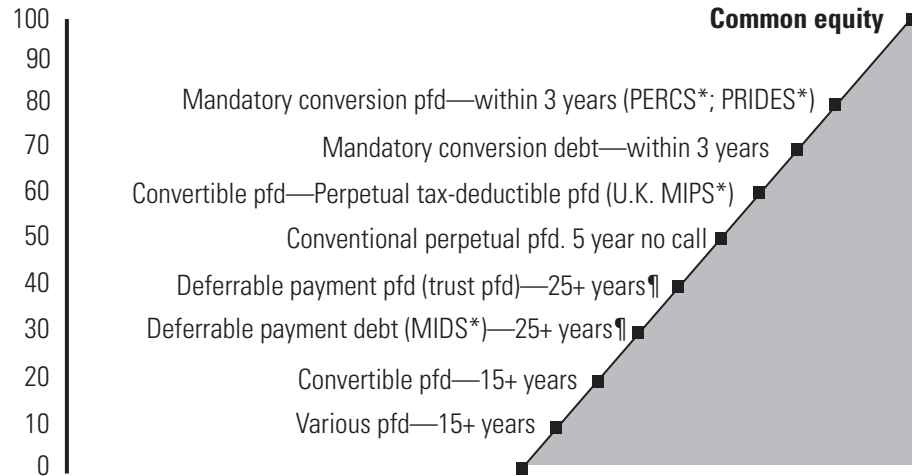 100 Common equity
90
80 Mandatory conversion pfd—within 3 years (PERCS*; PRIDES*)
70 Mandatory conversion debt—within 3 years
60 Convertible pfd—Perpetual tax-deductible pfd (U.K. MIPS*)
50 Conventional perpetual pfd. 5 year no call
40 Deferrable payment pfd (trust pfd)—25+ years¶
30 Deferrable payment debt (MIDS*)—25+ years¶
20 Convertible pfd—15+ years
10 Various pfd—15+ years
0